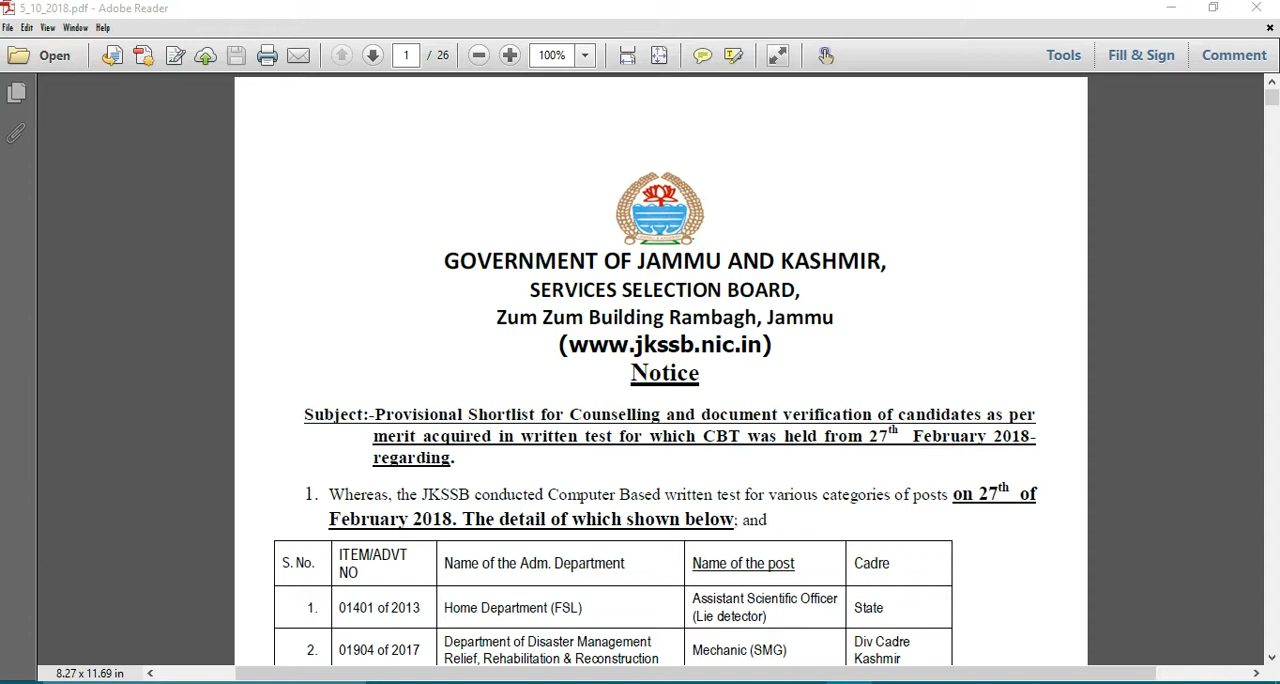 5_10_2018.pdf - Adobe Reader
File Edit View Window Help
Open 1 / 26 100% Tools Fill & Sign Comment
GOVERNMENT OF JAMMU AND KASHMIR,
SERVICES SELECTION BOARD,
Zum Zum Building Rambagh, Jammu
(www.jkssb.nic.in)
Notice
Subject:-Provisional Shortlist for Counselling and document verification of candidates as per
merit acquired in written test for which CBT was held from 27th February 2018-
regarding.
1. Whereas, the JKSSB conducted Computer Based written test for various categories of posts on 27th of
February 2018. The detail of which shown below; and
S. No. ITEM/ADVT NO Name of the Adm. Department Name of the post Cadre
1. 01401 of 2013 Home Department (FSL) Assistant Scientific Officer (Lie detector) State
2. 01904 of 2017 Department of Disaster Management Relief, Rehabilitation & Reconstruction Mechanic (SMG) Div Cadre Kashmir
8.27 x 11.69 in